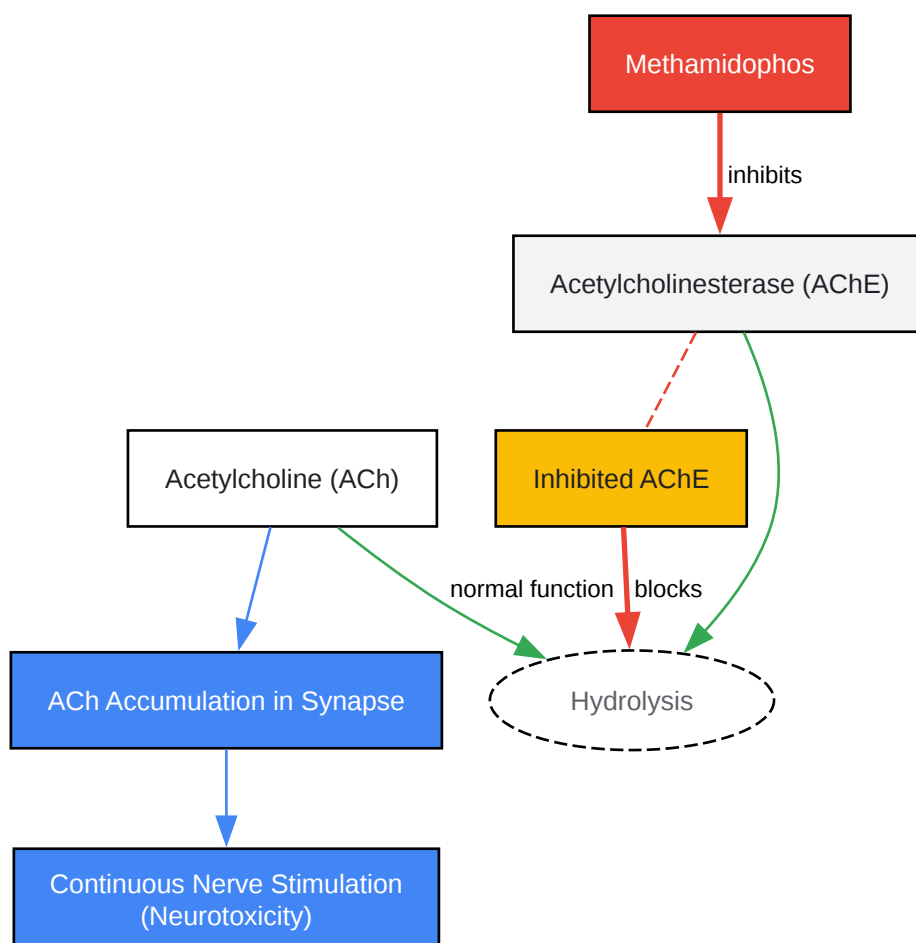 Methamidophos
inhibits
Acetylcholinesterase (AChE)
Acetylcholine (ACh)
Inhibited AChE
normal function
blocks
ACh Accumulation in Synapse
Hydrolysis
Continuous Nerve Stimulation
(Neurotoxicity)